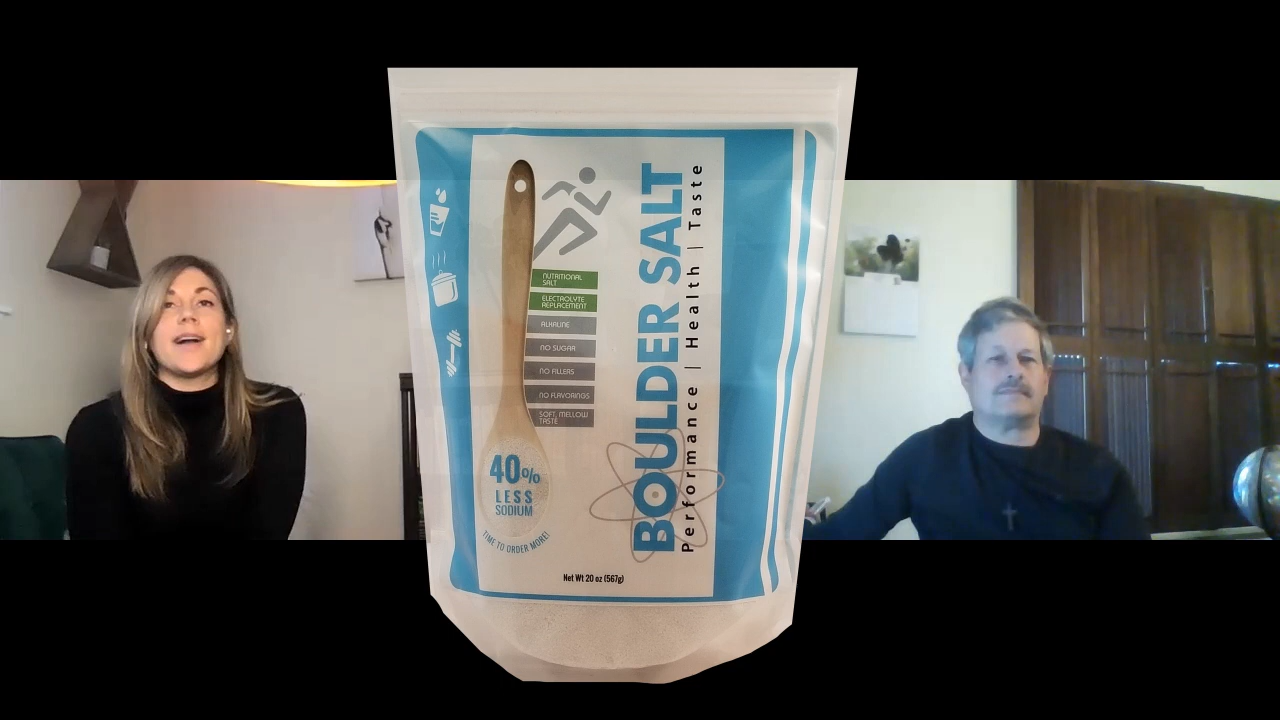 NUTRITIONAL
SALT
ELECTROLYTE
REPLACEMENT
ALKALINE
NO SUGAR
NO FILLERS
NO FLAVORINGS
SOFT, MELLOW
TASTE
40%
LESS
SODIUM
TIME TO ORDER MORE!
BOULDER SALT
Performance | Health | Taste
Net Wt 20 oz (567g)